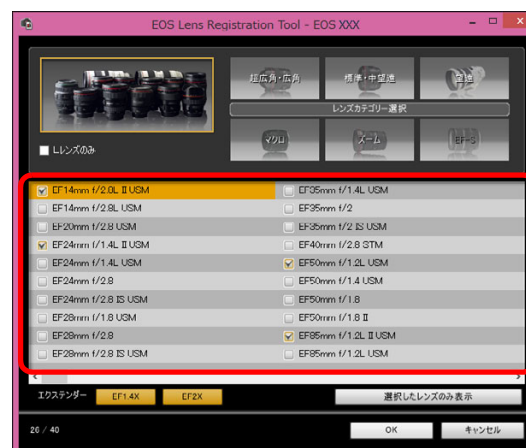 EOS Lens Registration Tool - EOS XXX
超広角・広角
標準・中望遠
望遠
レンズカテゴリー選択
Lレンズのみ
マクロ
ズーム
EF-S
EF14mm f/2.8L II USM
EF14mm f/2.8L USM
EF20mm f/2.8 USM
EF24mm f/1.4L II USM
EF24mm f/1.4L USM
EF24mm f/2.8
EF24mm f/2.8 IS USM
EF28mm f/1.8 USM
EF28mm f/2.8
EF28mm f/2.8 IS USM
EF35mm f/1.4L USM
EF35mm f/2
EF35mm f/2 IS USM
EF40mm f/2.8 STM
EF50mm f/1.2L USM
EF50mm f/1.4 USM
EF50mm f/1.8
EF50mm f/1.8 II
EF85mm f/1.2L II USM
EF85mm f/1.2L USM
エクステンダー
EF1.4X
EF2X
選択したレンズのみ表示
20 / 40
OK
キャンセル